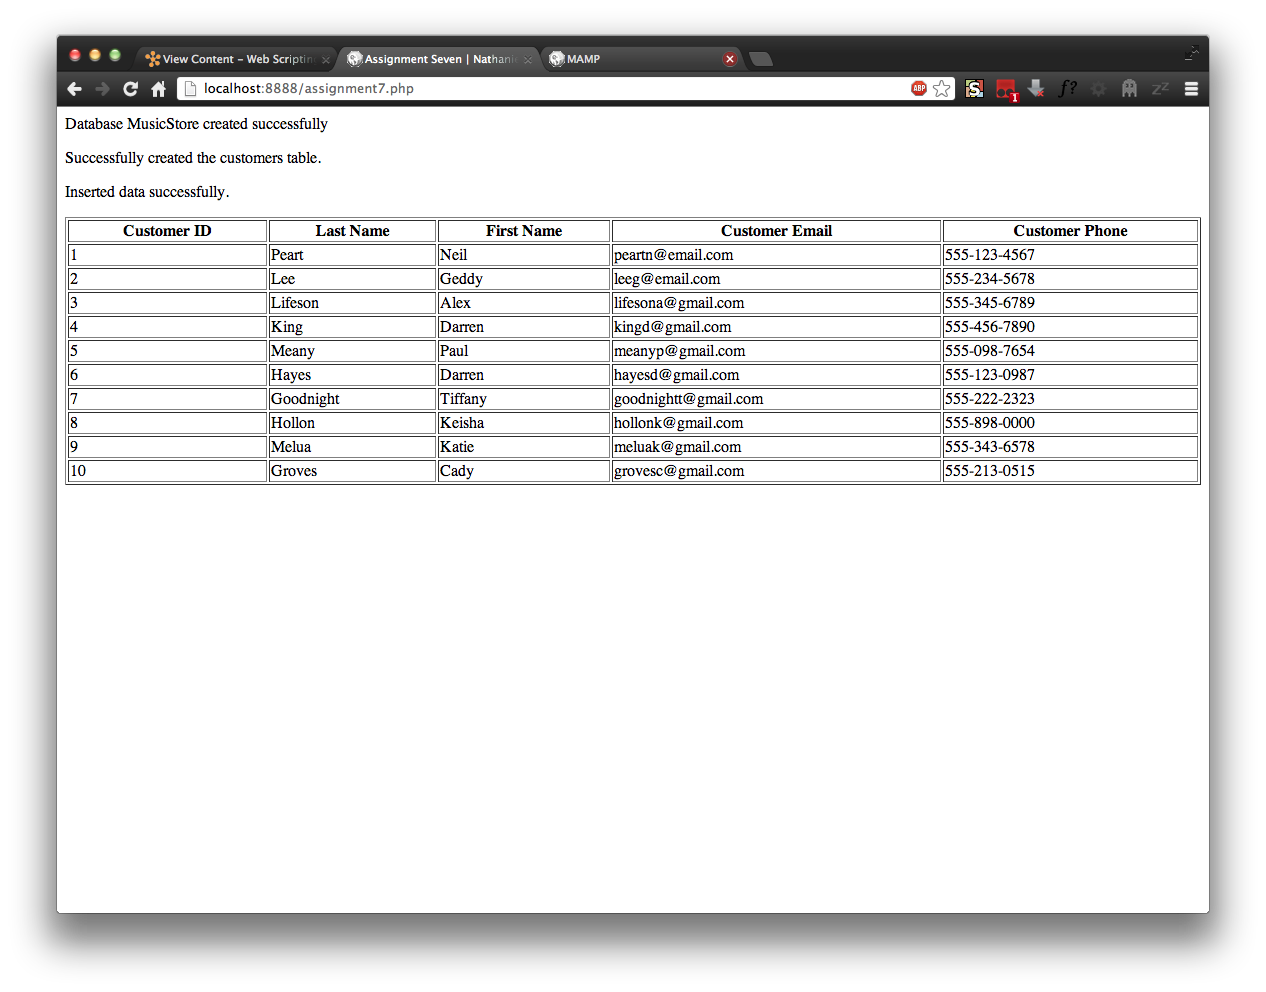 View Content – Web Scripting Assignment Seven | Nathani MAMP
localhost:8888/assignment7.php ABP S 1 f? zz
Database MusicStore created successfully
Successfully created the customers table.
Inserted data successfully.
Customer ID Last Name First Name Customer Email Customer Phone
1 Peart Neil peartn@email.com 555-123-4567
2 Lee Geddy leeg@email.com 555-234-5678
3 Lifeson Alex lifesona@gmail.com 555-345-6789
4 King Darren kingd@gmail.com 555-456-7890
5 Meany Paul meanyp@gmail.com 555-098-7654
6 Hayes Darren hayesd@gmail.com 555-123-0987
7 Goodnight Tiffany goodnightt@gmail.com 555-222-2323
8 Hollon Keisha hollonk@gmail.com 555-898-0000
9 Melua Katie meluak@gmail.com 555-343-6578
10 Groves Cady grovesc@gmail.com 555-213-0515